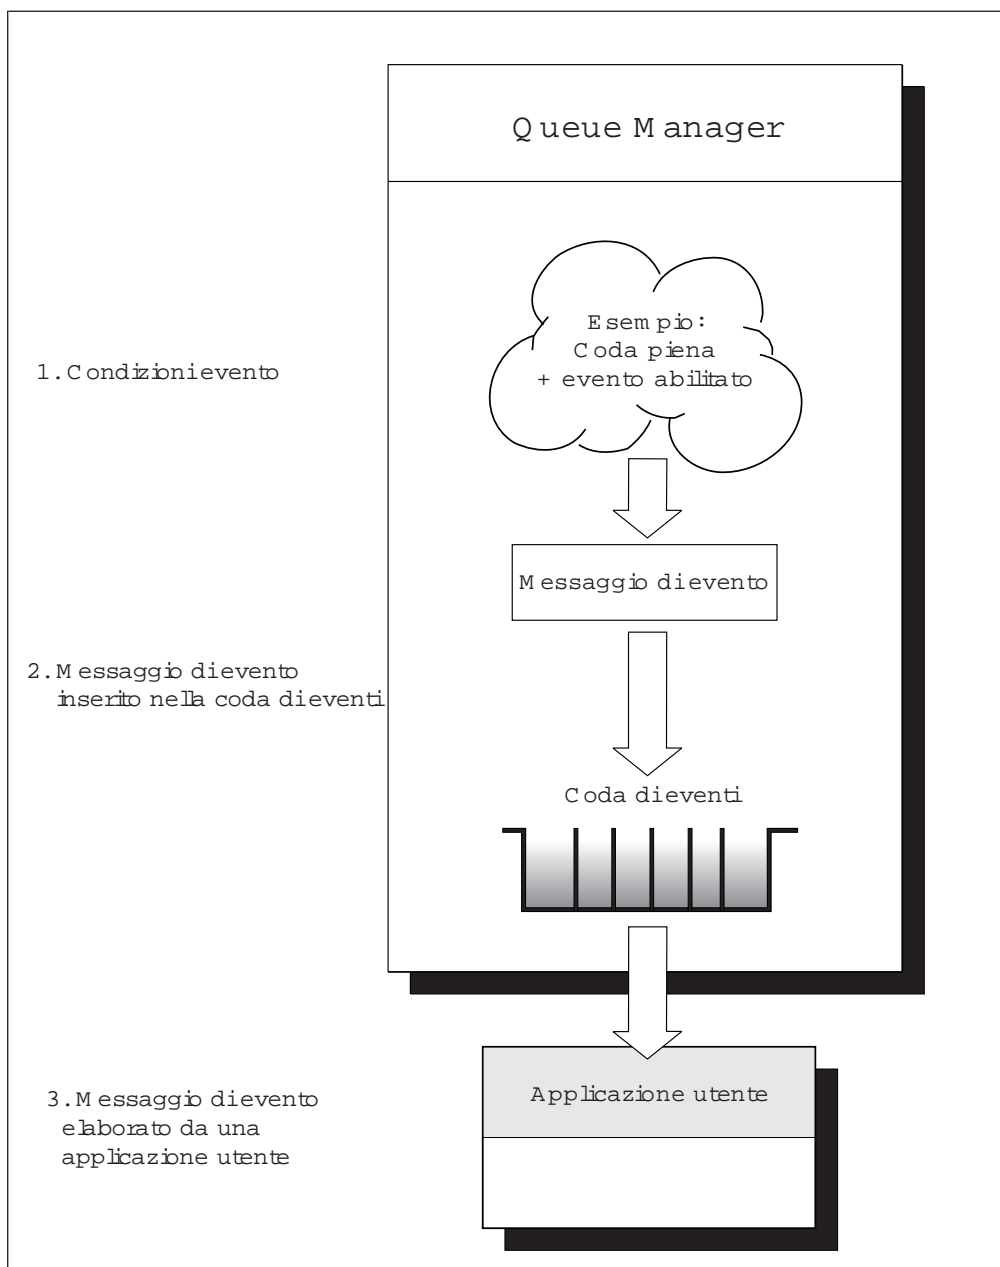 Queue Manager
Esempio:
Coda piena
+ evento abilitato
1. Condizioni evento
Messaggio di evento
2. Messaggio di evento
inserito nella coda di eventi
Coda di eventi
Applicazione utente
3. Messaggio di evento
elaborato da una
applicazione utente